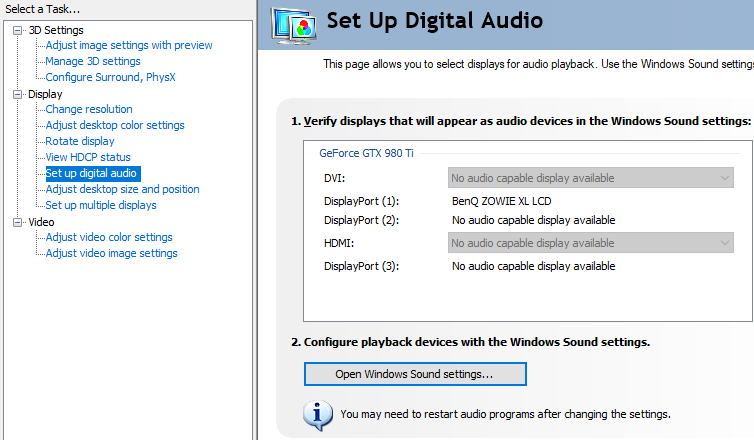 Select a Task...
3D Settings
Adjust image settings with preview
Manage 3D settings
Configure Surround, PhysX
Display
Change resolution
Adjust desktop color settings
Rotate display
View HDCP status
Set up digital audio
Adjust desktop size and position
Set up multiple displays
Video
Adjust video color settings
Adjust video image settings
Set Up Digital Audio
This page allows you to select displays for audio playback. Use the Windows Sound settings
1. Verify displays that will appear as audio devices in the Windows Sound settings:
GeForce GTX 980 Ti
DVI: No audio capable display available
DisplayPort (1): BenQ ZOWIE XL LCD
DisplayPort (2): No audio capable display available
HDMI: No audio capable display available
DisplayPort (3): No audio capable display available
2. Configure playback devices with the Windows Sound settings.
Open Windows Sound settings...
You may need to restart audio programs after changing the settings.